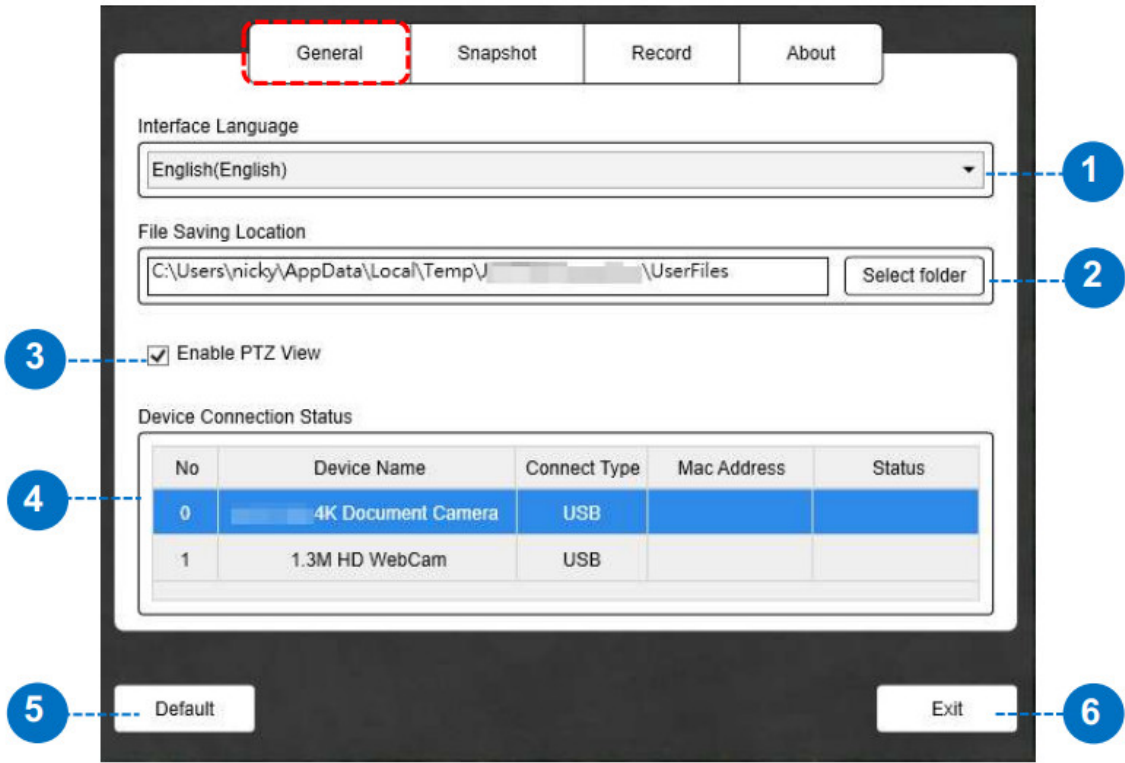 General Snapshot Record About
Interface Language
English(English)
1
File Saving Location
C:\Users\nicky\AppData\Local\Temp\J \UserFiles Select folder
2
3
Enable PTZ View
Device Connection Status
No Device Name Connect Type Mac Address Status
4
0 4K Document Camera USB
1 1.3M HD WebCam USB
5
Default Exit
6